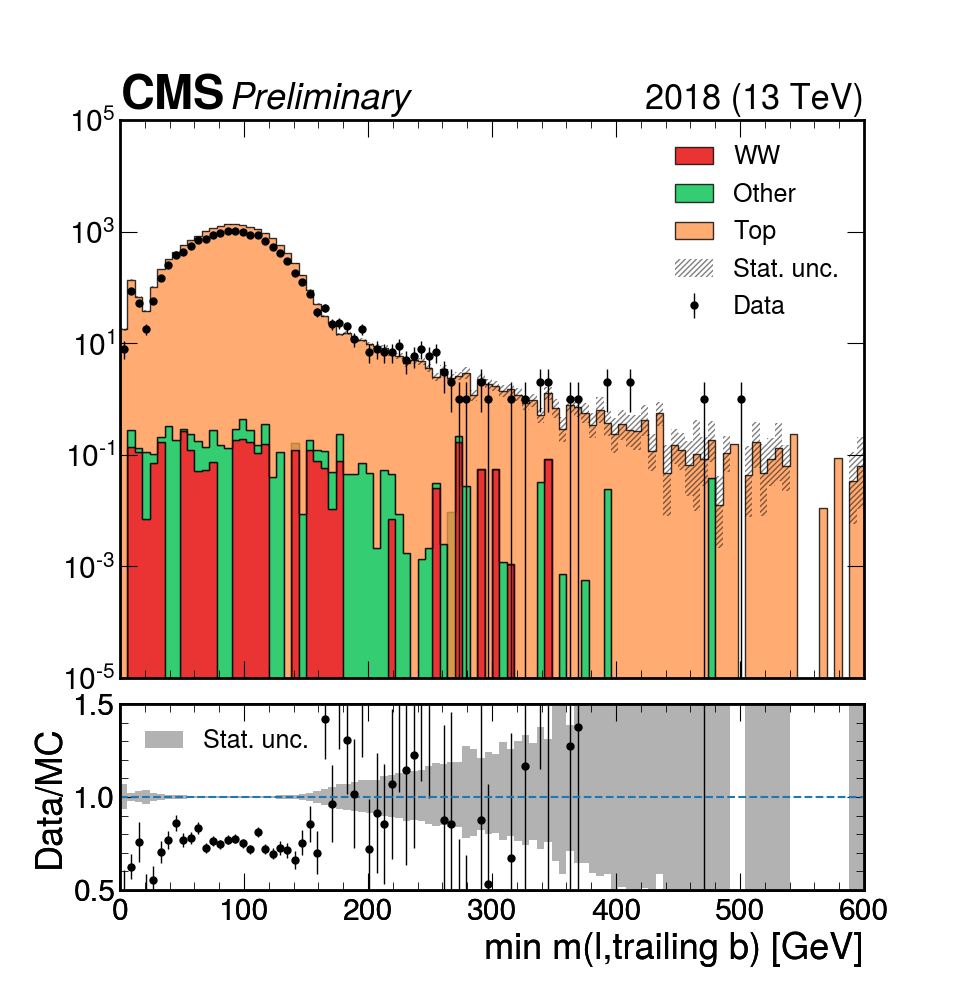 CMS Preliminary 2018 (13 TeV)
10^5
10^3
10^1
10^-1
10^-3
10^-5
WW
Other
Top
Stat. unc.
Data
1.5
1.0
0.5
Data/MC
Stat. unc.
0 100 200 300 400 500 600
min m(l,trailing b) [GeV]